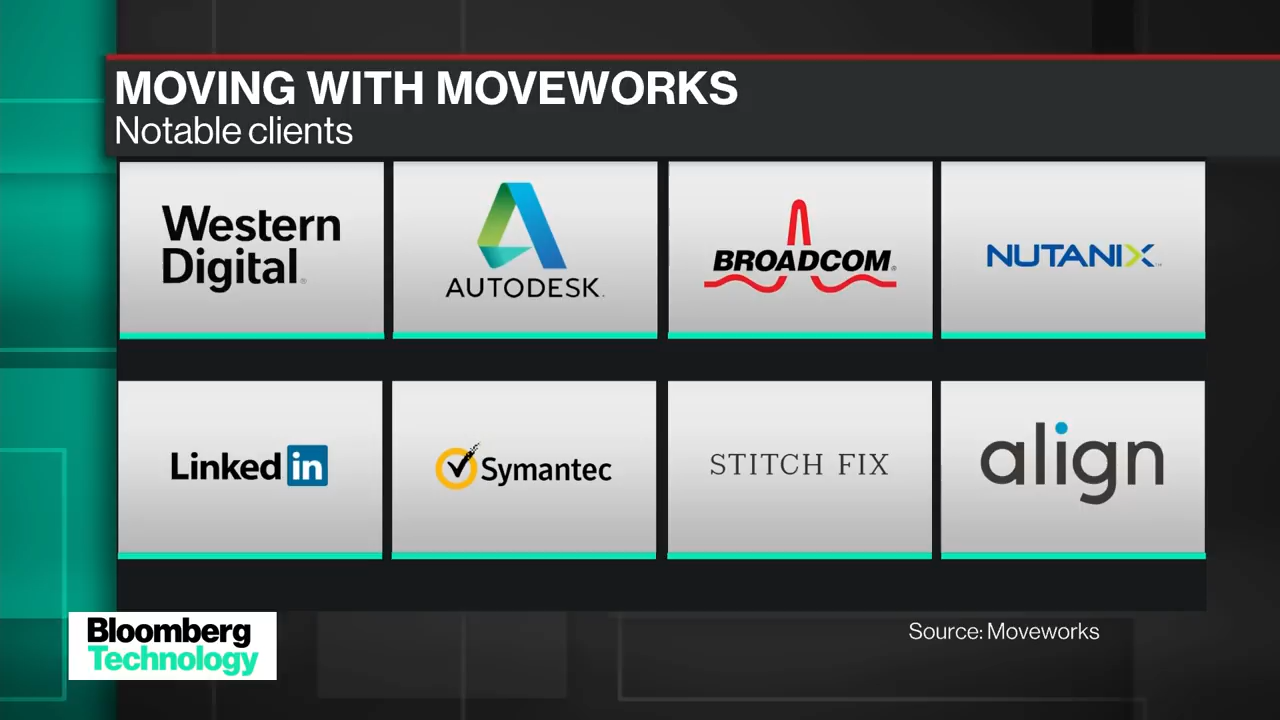 MOVING WITH MOVEWORKS
Notable clients
Western
Digital
AUTODESK
BROADCOM
NUTANIX
Linked in
Symantec
STITCH FIX
align
Bloomberg
Technology
Source: Moveworks